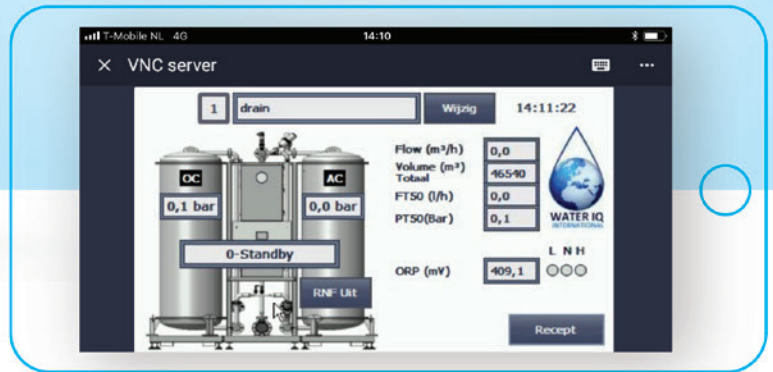 T-Mobile NL 4G 14:10
× VNC server
1 drain Wijzig 14:11:22
Flow (m³/h) 0,0
Volume (m³)
Totaal 46540
FT50 (l/h) 0,0
PT50(Bar) 0,1
WATER IQ
INTERNATIONAL
OC AC
0,1 bar 0,0 bar
0-Standby
L N H
ORP (mV) 409,1
RNF Uit
Recept